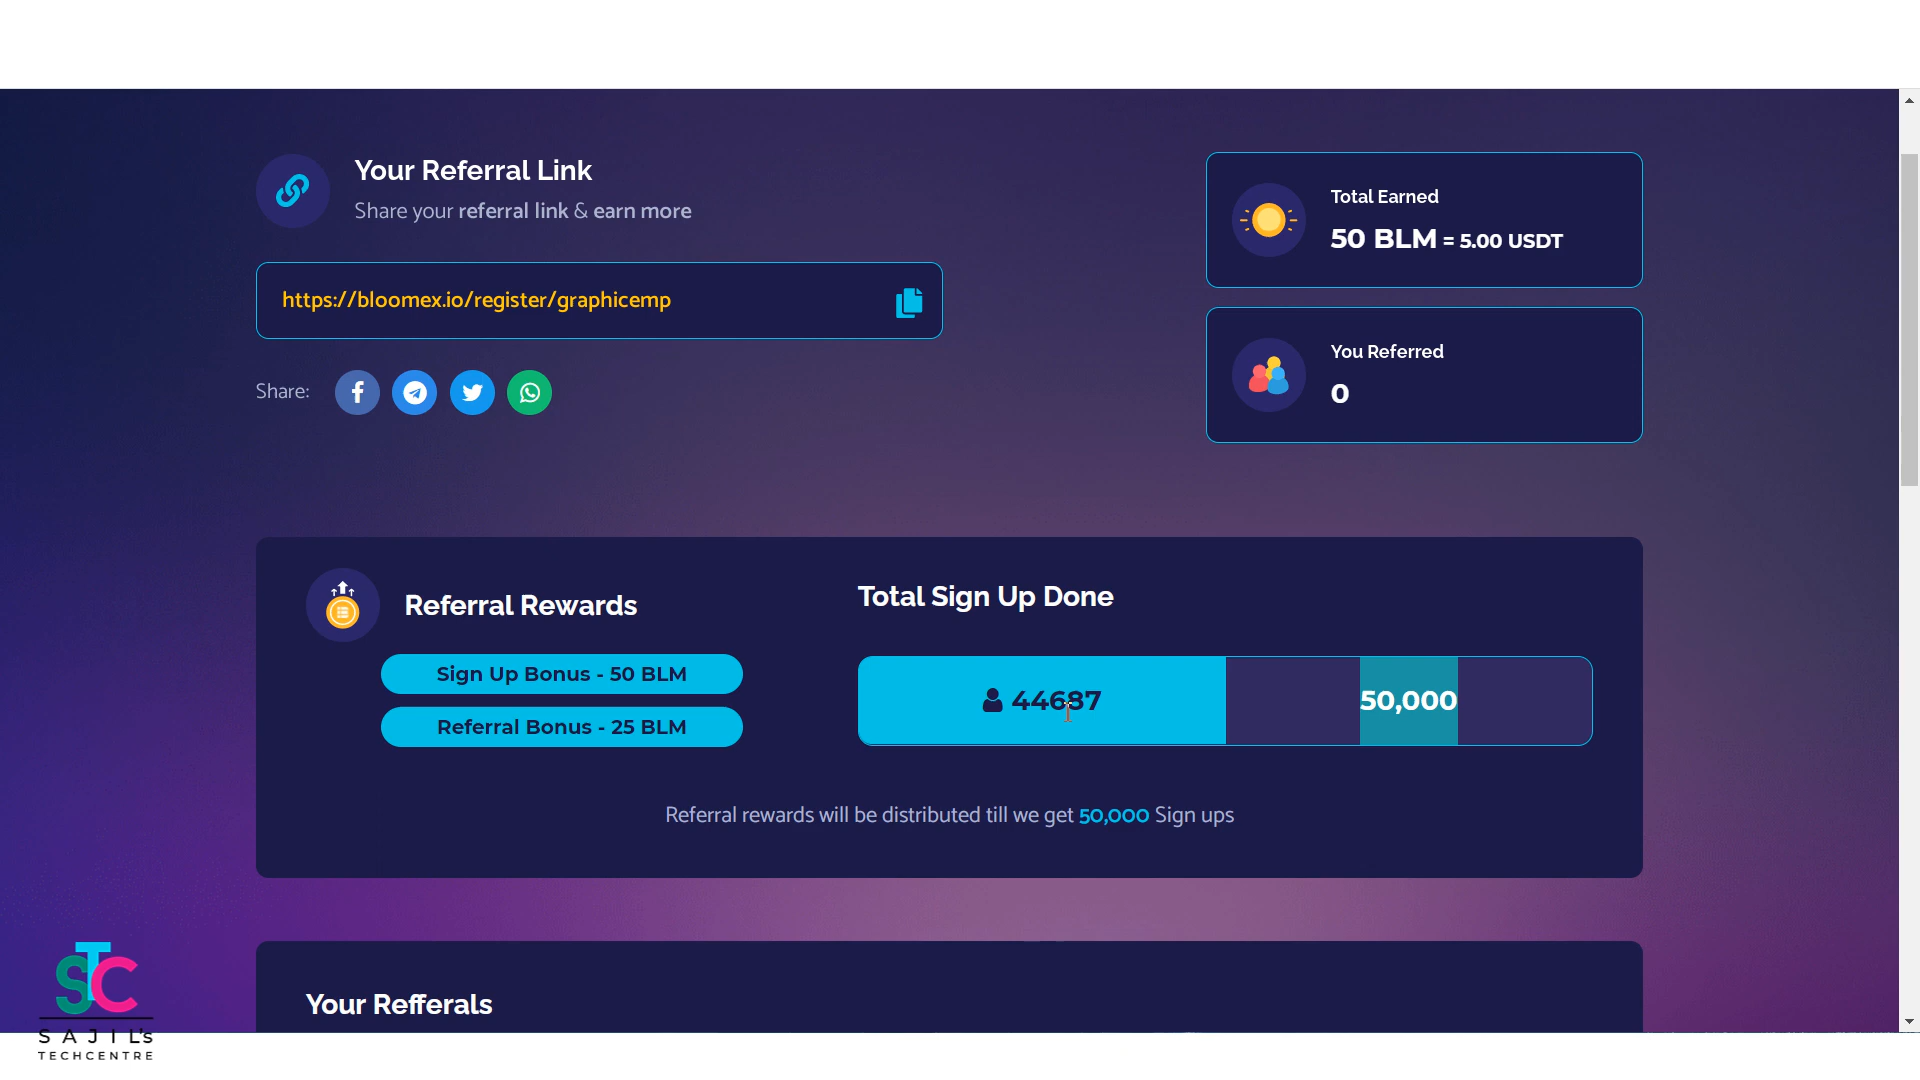 Your Referral Link
Share your referral link & earn more
https://bloomex.io/register/graphicemp
Share:
Total Earned
50 BLM = 5.00 USDT
You Referred
0
Referral Rewards
Sign Up Bonus - 50 BLM
Referral Bonus - 25 BLM
Total Sign Up Done
44687
50,000
Referral rewards will be distributed till we get 50,000 Sign ups
Your Refferals
STC
SAJIL's
TECHCENTRE